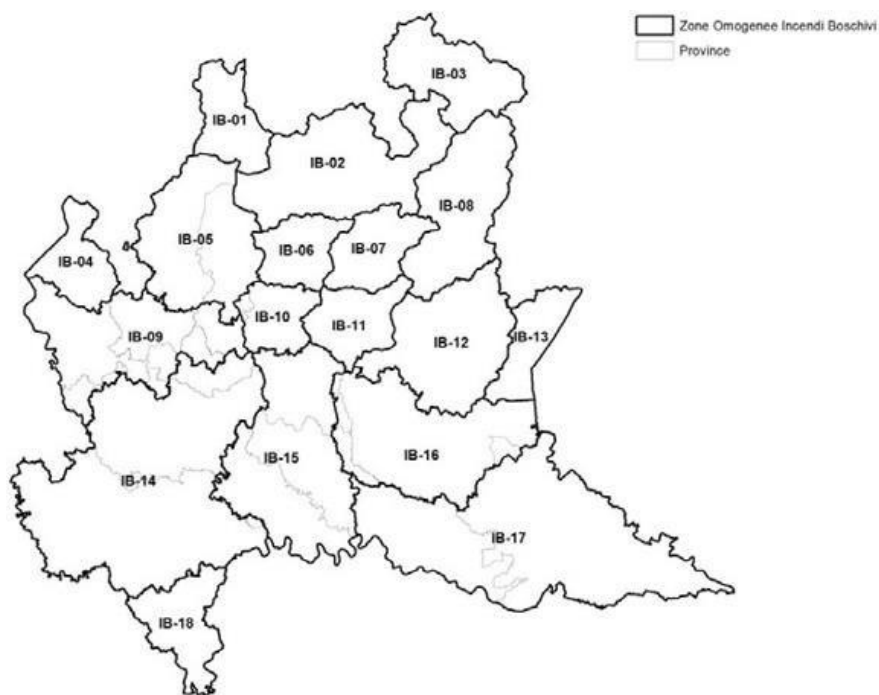 Zone Omogenee Incendi Boschivi
Province
IB-03
IB-01
IB-02
IB-08
IB-05
IB-06
IB-07
IB-04
IB-10
IB-11
IB-09
IB-12
IB-13
IB-16
IB-15
IB-14
IB-17
IB-18